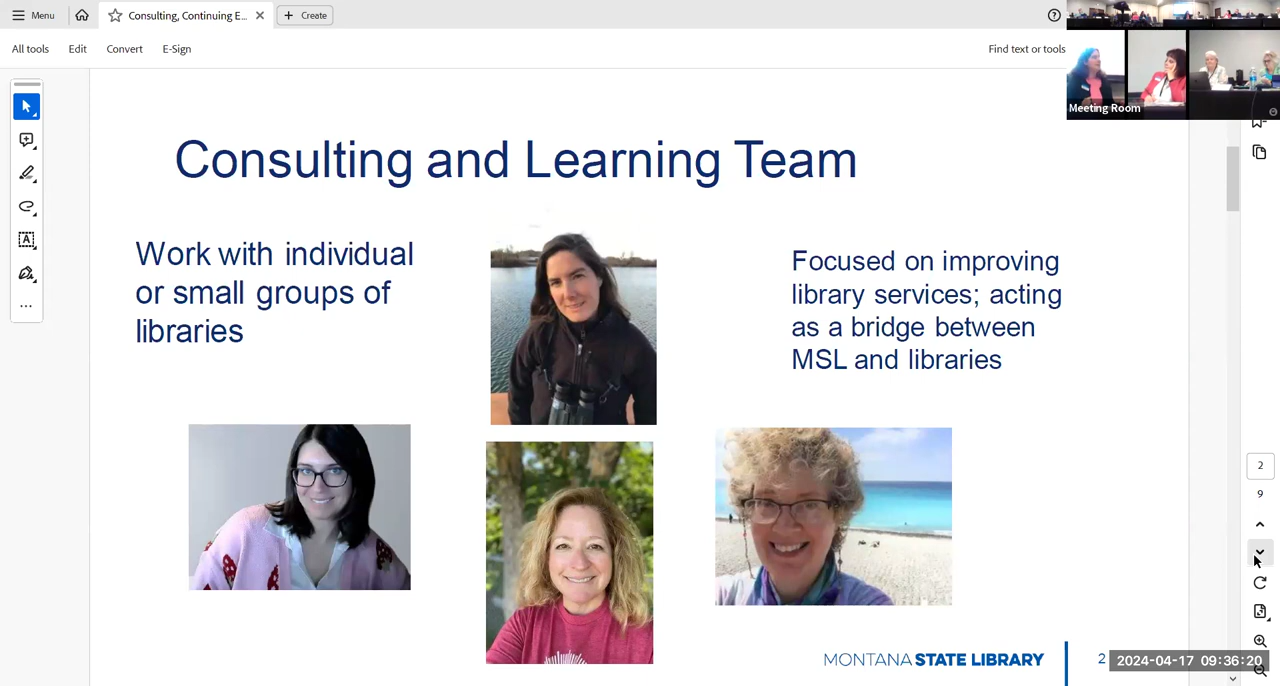 Menu
Consulting, Continuing E...
Create
All tools
Edit
Convert
E-Sign
Find text or tools
Meeting Room
Consulting and Learning Team
Work with individual
or small groups of
libraries
Focused on improving
library services; acting
as a bridge between
MSL and libraries
2
9
MONTANA STATE LIBRARY
2
2024-04-17 09:36:20